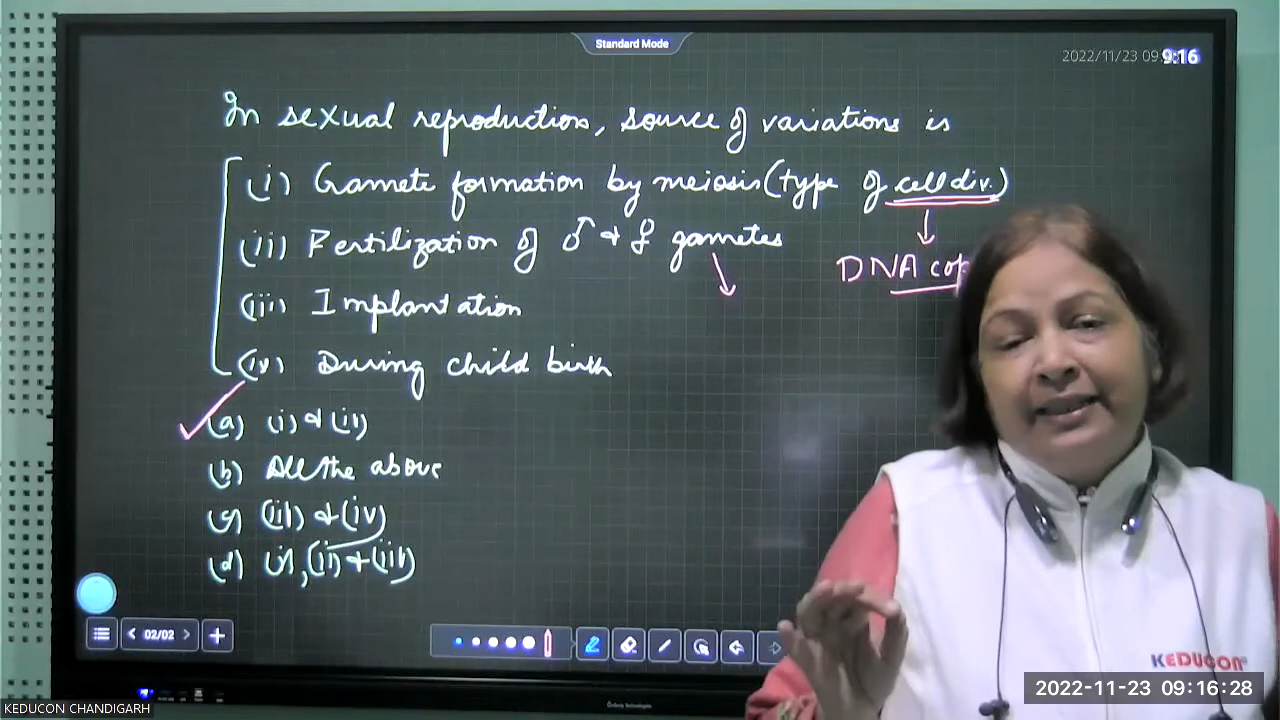 Standard Mode
2022/11/23 09:
9:16
In sexual reproduction, source of variations is
(i) Gamete formation by meiosis (type of cell div.)
(ii) Fertilization of ♂ & ♀ gametes
DNA cop
(iii) Implantation
(iv) During child birth
(a) (i) & (ii)
(b) All the above
(c) (iii) & (iv)
(d) (i), (ii) & (iii)
02/02
KEDUCON
2022-11-23 09:16:28
KEDUCON CHANDIGARH